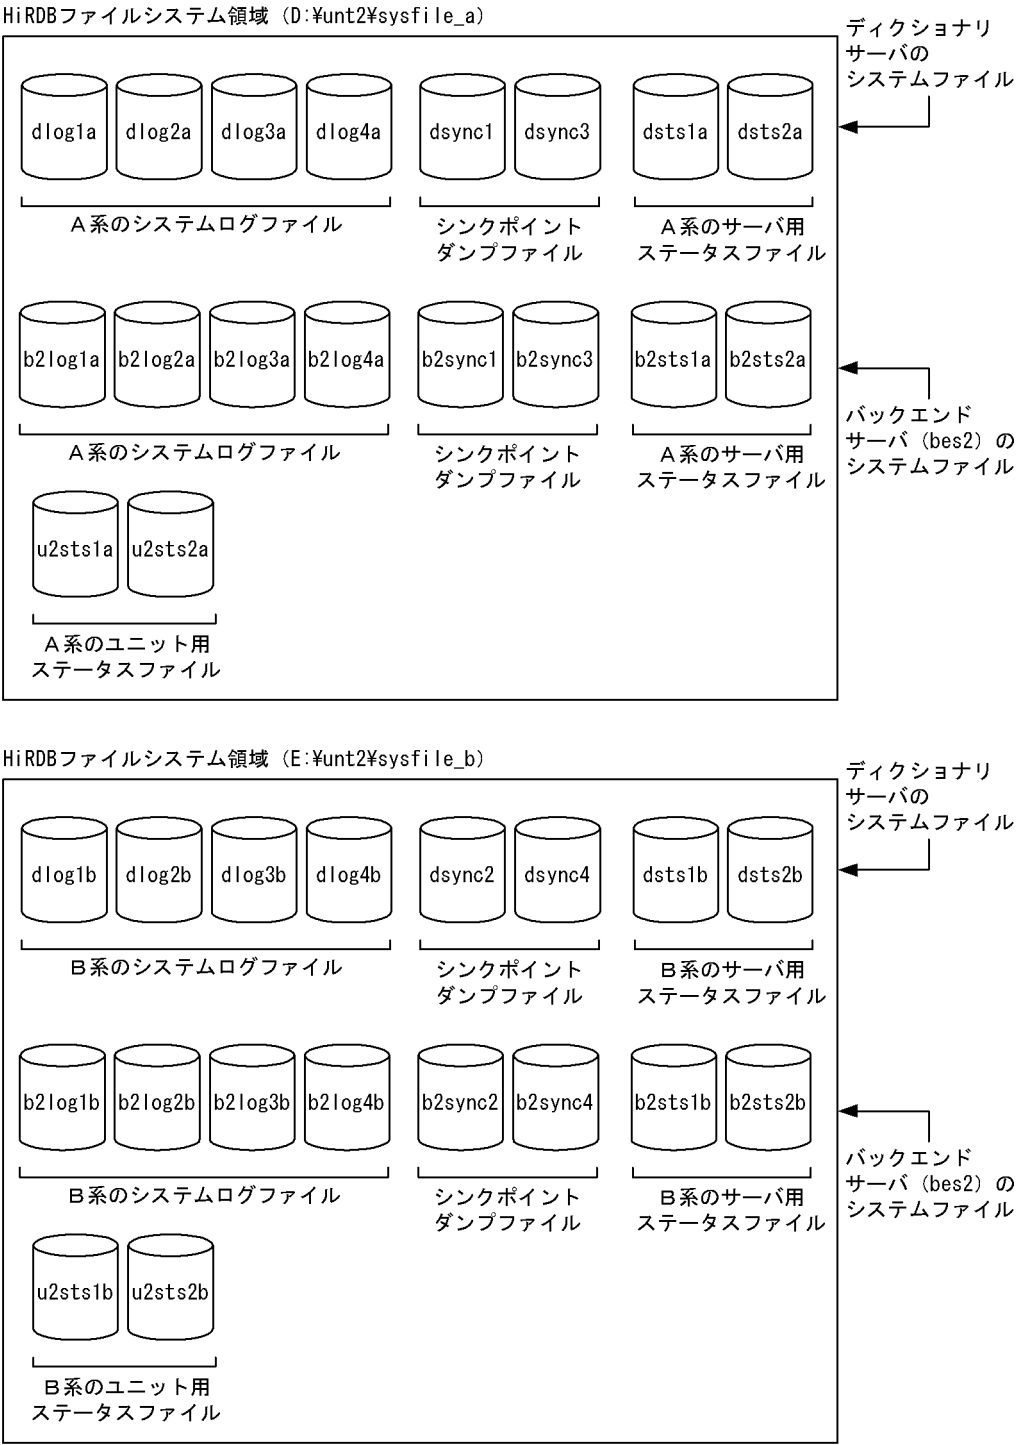 HiRDBファイルシステム領域（D:¥unt2¥sysfile_a）
ディクショナリ
サーバの
システムファイル
dlog1a dlog2a dlog3a dlog4a dsync1 dsync3 dsts1a dsts2a
A系のシステムログファイル シンクポイント A系のサーバ用
ダンプファイル ステータスファイル
b2log1a b2log2a b2log3a b2log4a b2sync1 b2sync3 b2sts1a b2sts2a
バックエンド
サーバ（bes2）の
システムファイル
A系のシステムログファイル シンクポイント A系のサーバ用
ダンプファイル ステータスファイル
u2sts1a u2sts2a
A系のユニット用
ステータスファイル
HiRDBファイルシステム領域（E:¥unt2¥sysfile_b）
ディクショナリ
サーバの
システムファイル
dlog1b dlog2b dlog3b dlog4b dsync2 dsync4 dsts1b dsts2b
B系のシステムログファイル シンクポイント B系のサーバ用
ダンプファイル ステータスファイル
b2log1b b2log2b b2log3b b2log4b b2sync2 b2sync4 b2sts1b b2sts2b
バックエンド
サーバ（bes2）の
システムファイル
B系のシステムログファイル シンクポイント B系のサーバ用
ダンプファイル ステータスファイル
u2sts1b u2sts2b
B系のユニット用
ステータスファイル